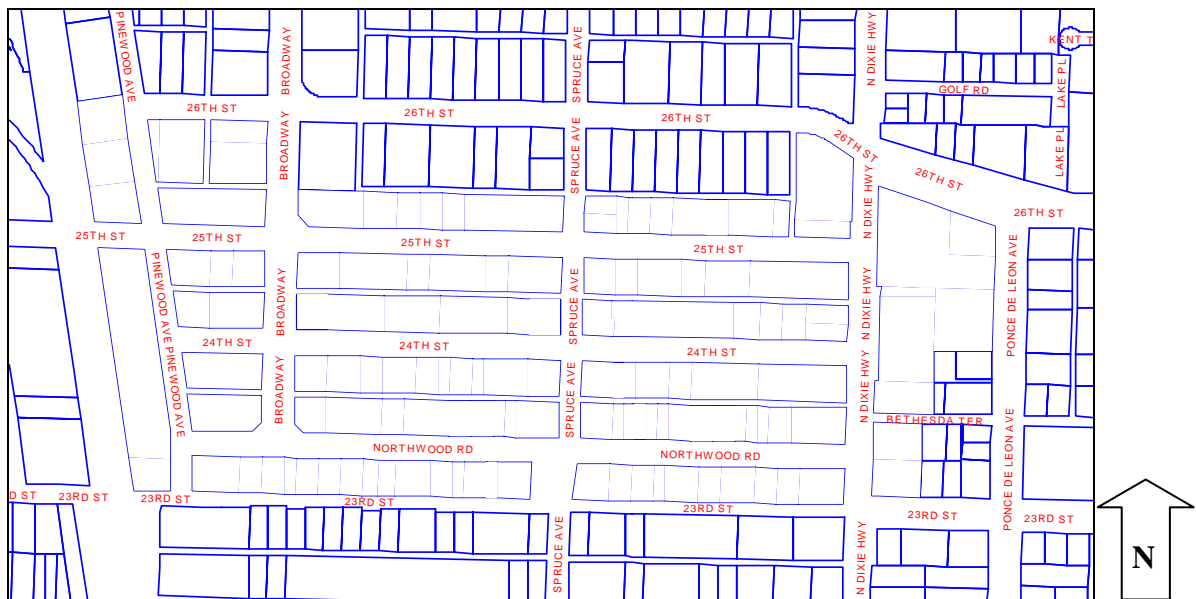 PINEWOOD AVE
BROADWAY
SPRUCE AVE
N DIXIE HWY
KENT T
LAKE PL
GOLF RD
26TH ST
26TH ST
26TH ST
BROADWAY
SPRUCE AVE
26TH ST
LAKE PL
26TH ST
N DIXIE HWY
26TH ST
25TH ST
25TH ST
25TH ST
25TH ST
PINEWOOD AVE
BROADWAY
SPRUCE AVE
N DIXIE HWY
PONCE DE LEON AVE
24TH ST
24TH ST
24TH ST
PINEWOOD AVE
BROADWAY
SPRUCE AVE
N DIXIE HWY
BETHESDA TER
PONCE DE LEON AVE
NORTHWOOD RD
NORTHWOOD RD
D ST
23RD ST
23RD ST
23RD ST
23RD ST
23RD ST
23RD ST
SPRUCE AVE
N DIXIE HWY
N